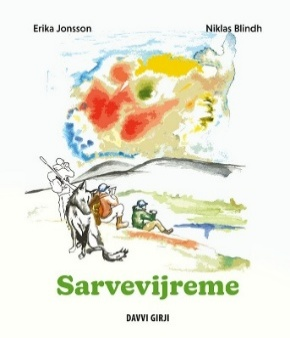 Erika Jonsson Niklas Blindh
Sarvevijreme
DAVVI GIRJI